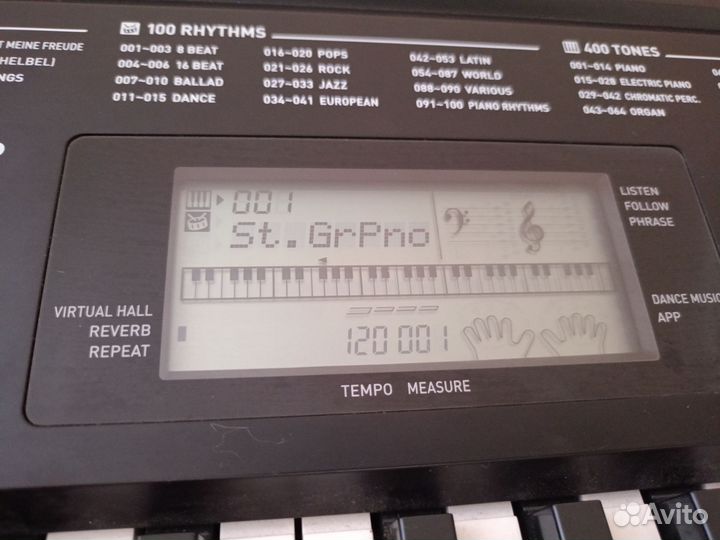 T MEINE FREUDE
HELBEL)
NGS
100 RHYTHMS
001-003 8 BEAT
004-006 16 BEAT
007-010 BALLAD
011-015 DANCE
016-020 POPS
021-026 ROCK
027-033 JAZZ
034-041 EUROPEAN
042-053 LATIN
054-087 WORLD
088-090 VARIOUS
091-100 PIANO RHYTHMS
400 TONES
001-014 PIANO
015-028 ELECTRIC PIANO
029-042 CHROMATIC PERC.
043-064 ORGAN
001
St.GrPno
LISTEN
FOLLOW
PHRASE
VIRTUAL HALL
REVERB
REPEAT
120 001
DANCE MUSIC
APP
TEMPO MEASURE
Avito